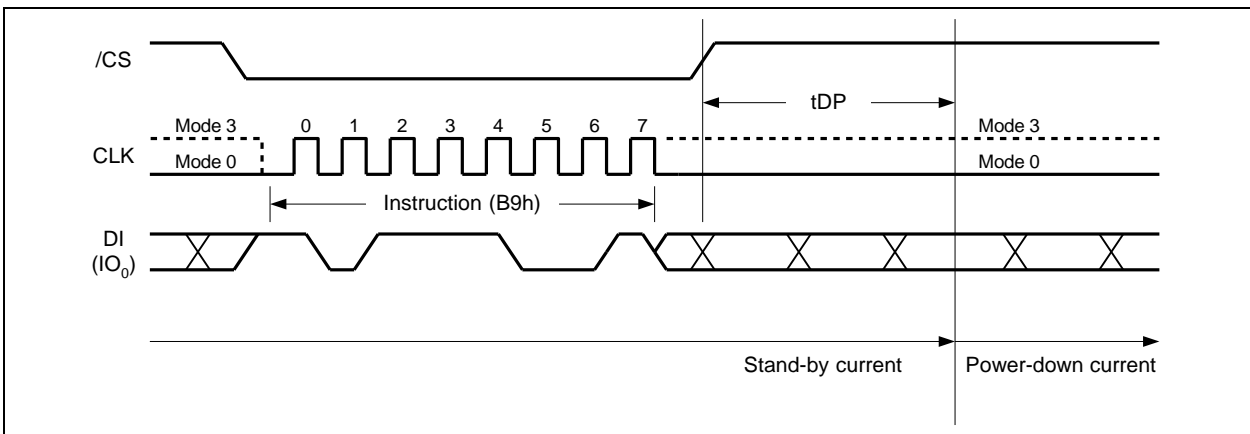 /CS
tDP
Mode 3 0 1 2 3 4 5 6 7 Mode 3
CLK
Mode 0 Mode 0
Instruction (B9h)
DI
(IO₀)
Stand-by current Power-down current